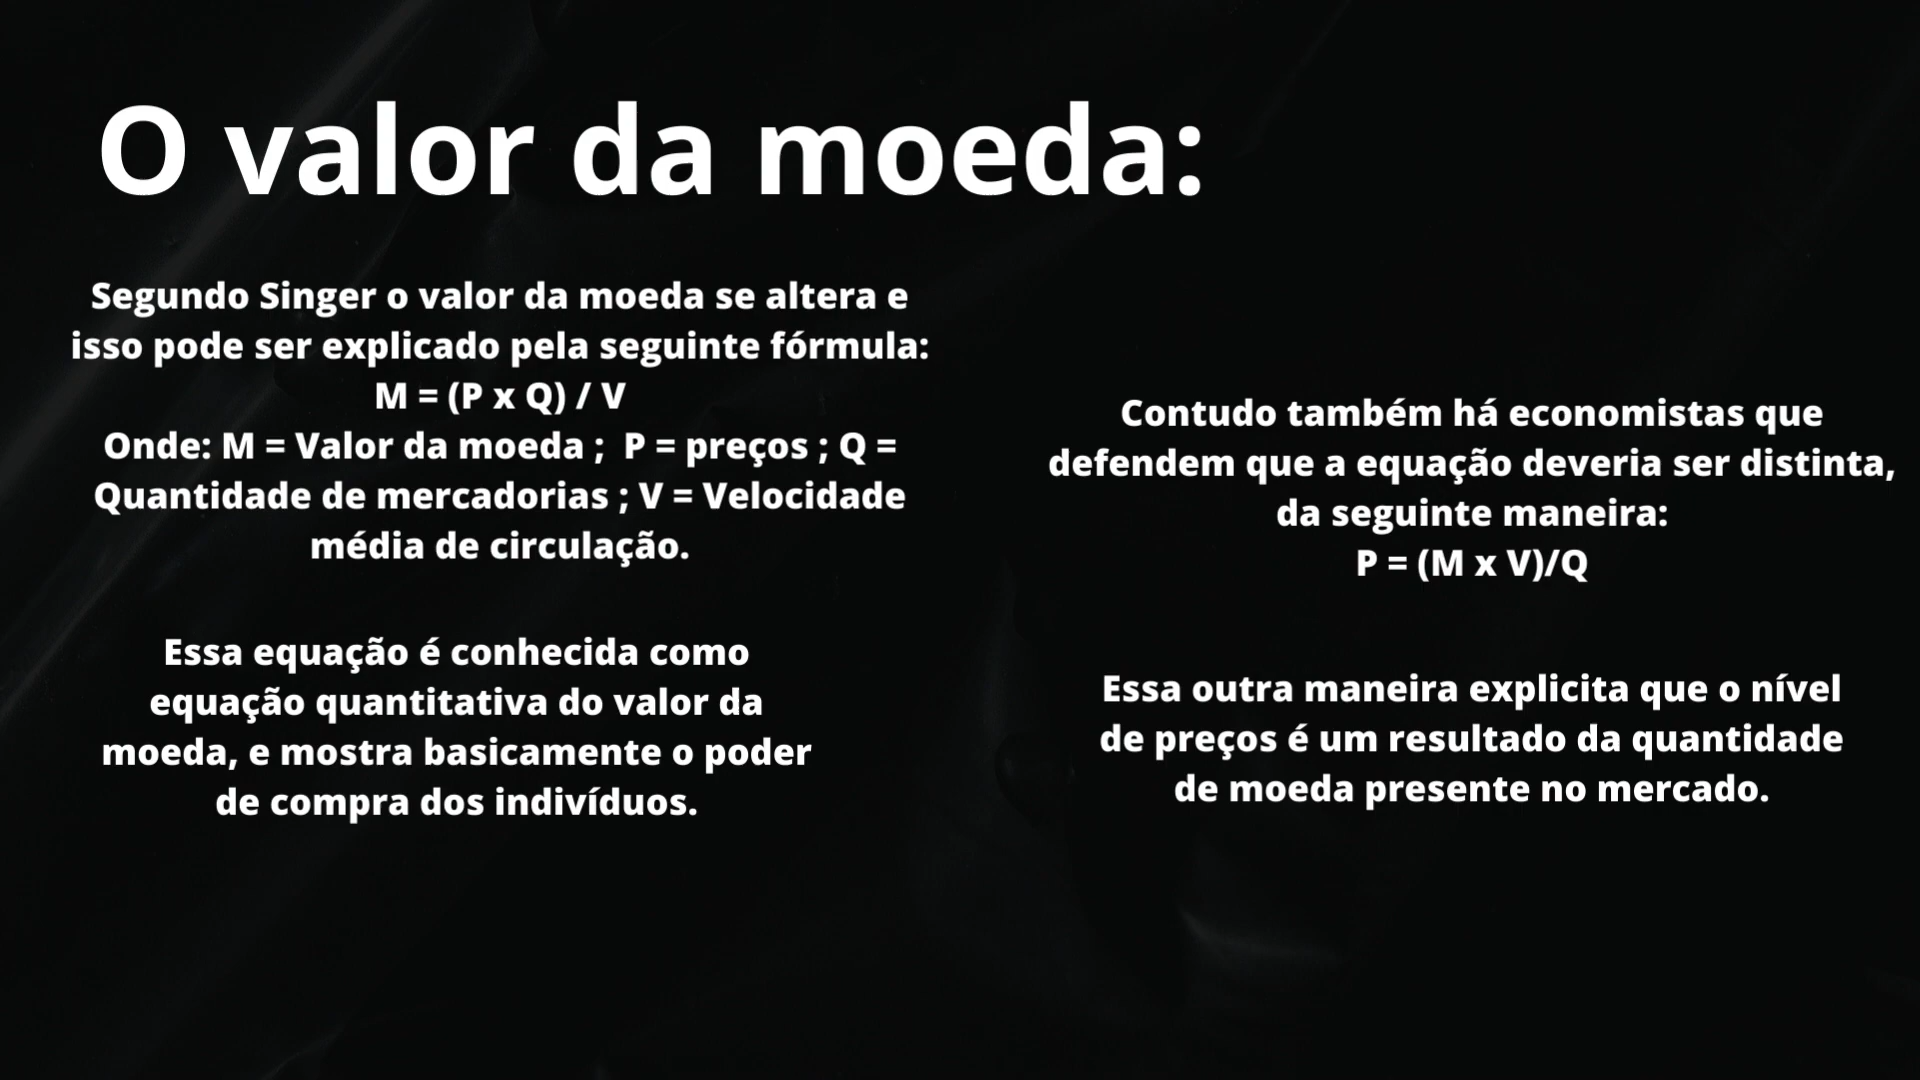 O valor da moeda:
Segundo Singer o valor da moeda se altera e
isso pode ser explicado pela seguinte fórmula:
M = (P x Q) / V
Onde: M = Valor da moeda ;  P = preços ; Q =
Quantidade de mercadorias ; V = Velocidade
média de circulação.
Essa equação é conhecida como
equação quantitativa do valor da
moeda, e mostra basicamente o poder
de compra dos indivíduos.
Contudo também há economistas que
defendem que a equação deveria ser distinta,
da seguinte maneira:
P = (M x V)/Q
Essa outra maneira explicita que o nível
de preços é um resultado da quantidade
de moeda presente no mercado.